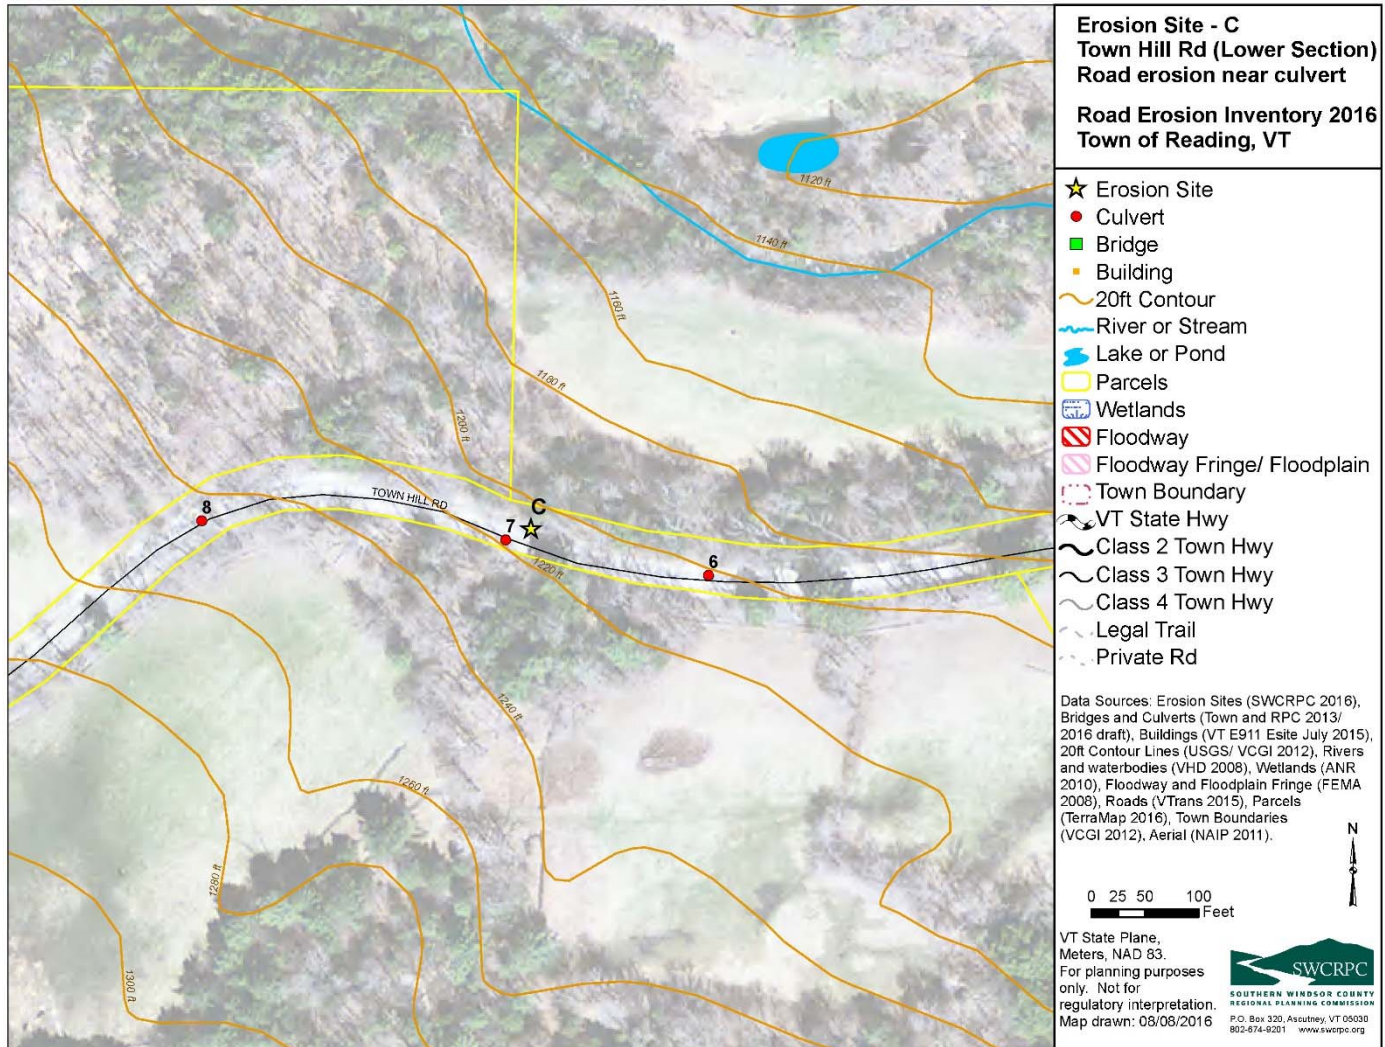 Erosion Site - C
Town Hill Rd (Lower Section)
Road erosion near culvert
Road Erosion Inventory 2016
Town of Reading, VT
Erosion Site
Culvert
Bridge
Building
20ft Contour
River or Stream
Lake or Pond
Parcels
Wetlands
Floodway
Floodway Fringe/ Floodplain
Town Boundary
VT State Hwy
Class 2 Town Hwy
Class 3 Town Hwy
Class 4 Town Hwy
Legal Trail
Private Rd
Data Sources: Erosion Sites (SWCRPC 2016),
Bridges and Culverts (Town and RPC 2013/
2016 draft), Buildings (VT E911 Esite July 2015),
20ft Contour Lines (USGS/ VCGI 2012), Rivers
and waterbodies (VHD 2008), Wetlands (ANR
2010), Floodway and Floodplain Fringe (FEMA
2008), Roads (VTrans 2015), Parcels
(TerraMap 2016), Town Boundaries
(VCGI 2012), Aerial (NAIP 2011).
N
0 25 50 100
Feet
VT State Plane,
Meters, NAD 83.
For planning purposes
only. Not for
regulatory interpretation.
Map drawn: 08/08/2016
SWCRPC
SOUTHERN WINDSOR COUNTY
REGIONAL PLANNING COMMISSION
P.O. Box 320, Ascutney, VT 05030
802-674-9201 www.swcrpc.org
1120 ft
1140 ft
1160 ft
1180 ft
1200 ft
TOWN HILL RD
8
7
C
6
1220 ft
1240 ft
1260 ft
1280 ft
1300 ft